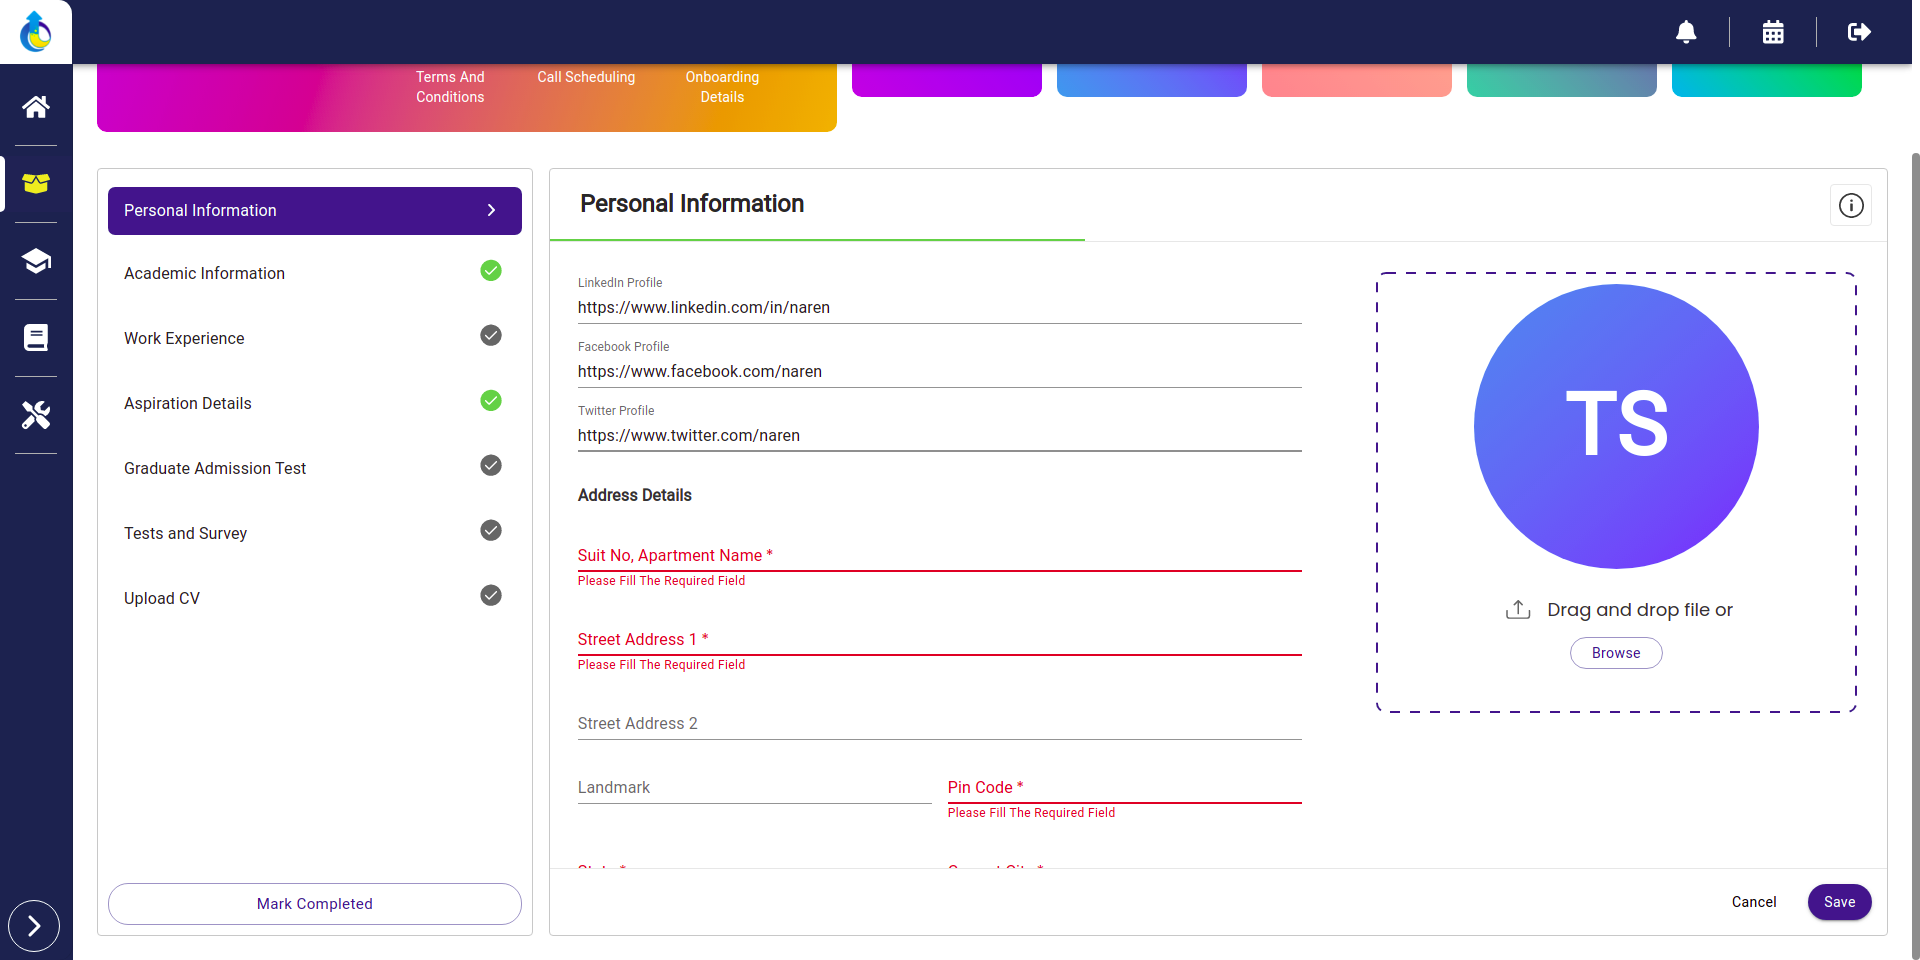 Terms And
Conditions
Call Scheduling
Onboarding
Details
Personal Information
Academic Information
Work Experience
Aspiration Details
Graduate Admission Test
Tests and Survey
Upload CV
Mark Completed
Personal Information
LinkedIn Profile
https://www.linkedin.com/in/naren
Facebook Profile
https://www.facebook.com/naren
Twitter Profile
https://www.twitter.com/naren
Address Details
Suit No, Apartment Name *
Please Fill The Required Field
Street Address 1 *
Please Fill The Required Field
Street Address 2
Landmark
Pin Code *
Please Fill The Required Field
TS
Drag and drop file or
Browse
Cancel
Save